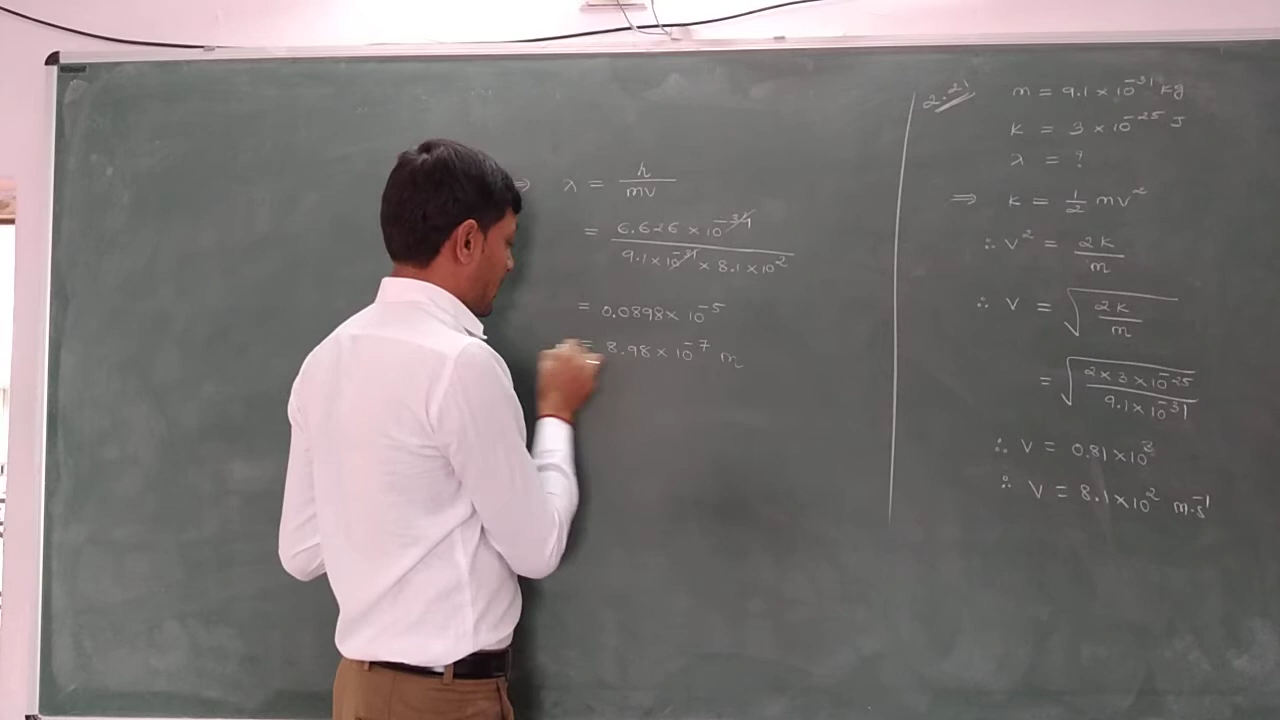 ⇒ λ = h/mv
= 6.626 × 10⁻³⁴ / 9.1 × 10⁻³¹ × 8.1 × 10²
= 0.0898 × 10⁻⁵
= 8.98 × 10⁻⁷ m
2.21
m = 9.1 × 10⁻³¹ kg
K = 3 × 10⁻²⁵ J
λ = ?
⇒ K = 1/2 mv²
∴ v² = 2K/m
∴ v = √(2K/m)
= √(2 × 3 × 10⁻²⁵ / 9.1 × 10⁻³¹)
∴ v = 0.81 × 10³
∴ v = 8.1 × 10² m·s⁻¹